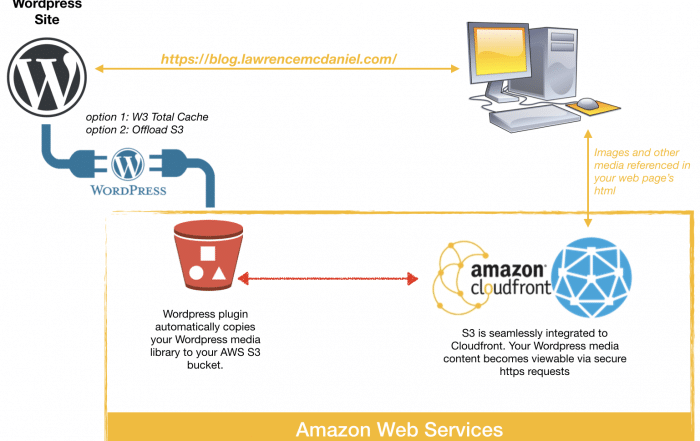 Wordpress
Site
https://blog.lawrencemcdaniel.com/
option 1: W3 Total Cache
option 2: Offload S3
WORDPRESS
Images and other
media referenced in
your web page's
html
amazon
cloudfront
Wordpress plugin
automatically copies
your Wordpress media
library to your AWS S3
bucket.
S3 is seamlessly integrated to
Cloudfront. Your Wordpress media
content becomes viewable via secure
https requests
Amazon Web Services